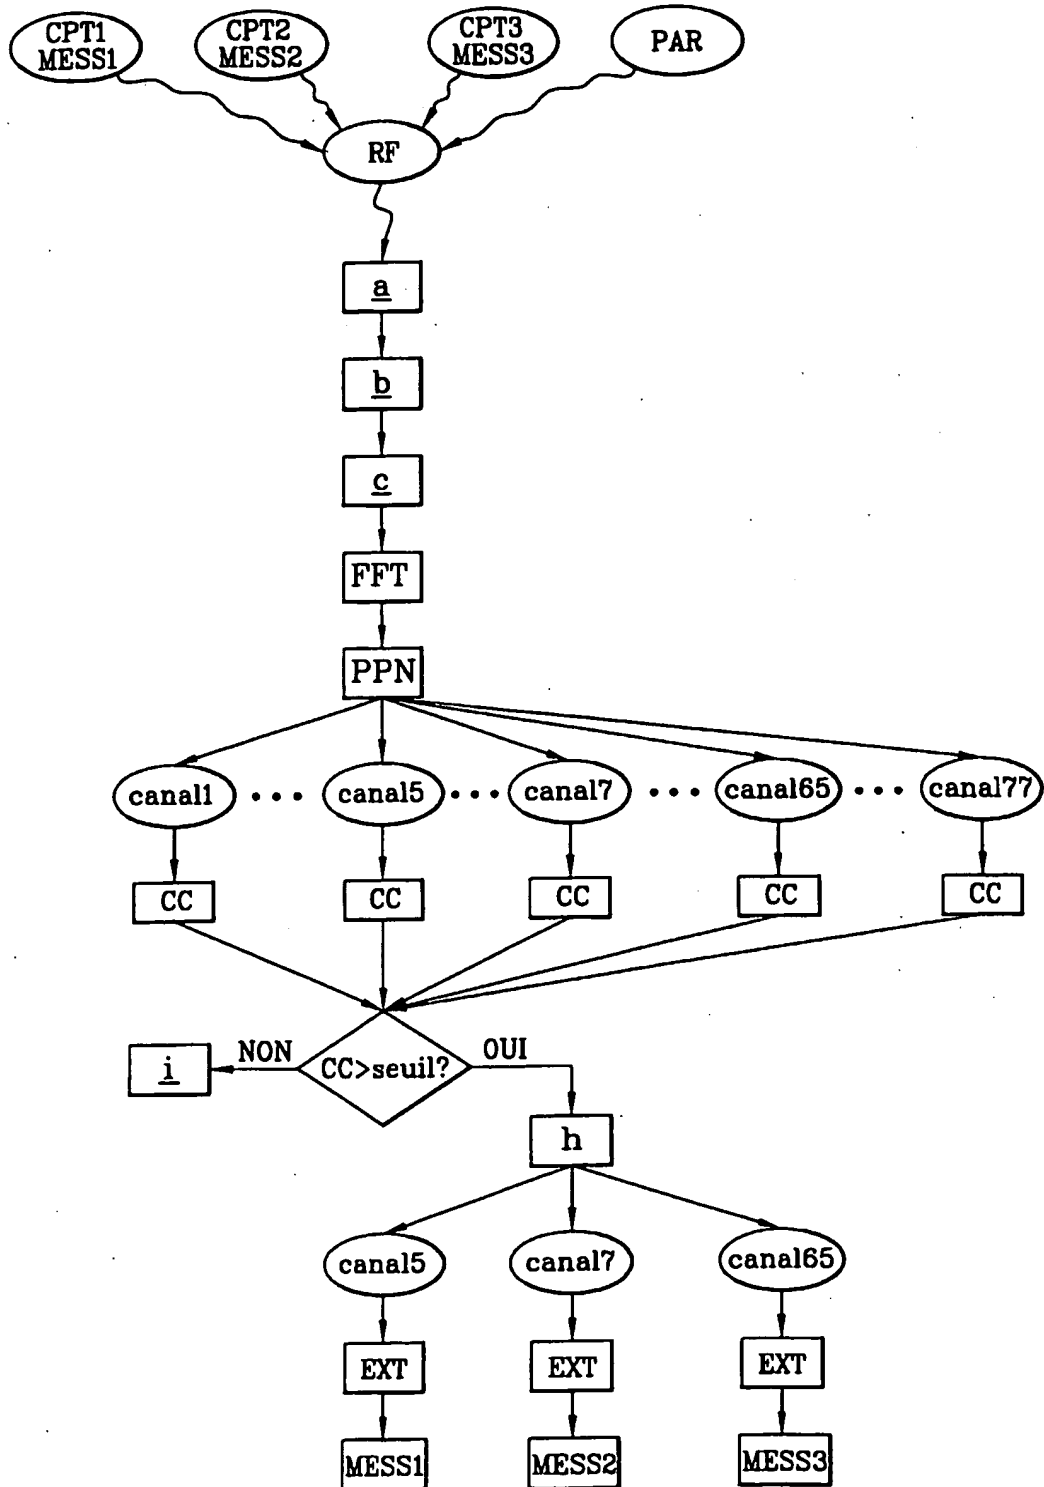 CPT1
MESS1
CPT2
MESS2
CPT3
MESS3
PAR
RF
a
b
c
FFT
PPN
canal1
canal5
canal7
canal65
canal77
CC
CC
CC
CC
CC
NON
CC>seuil?
OUI
i
h
canal5
canal7
canal65
EXT
EXT
EXT
MESS1
MESS2
MESS3